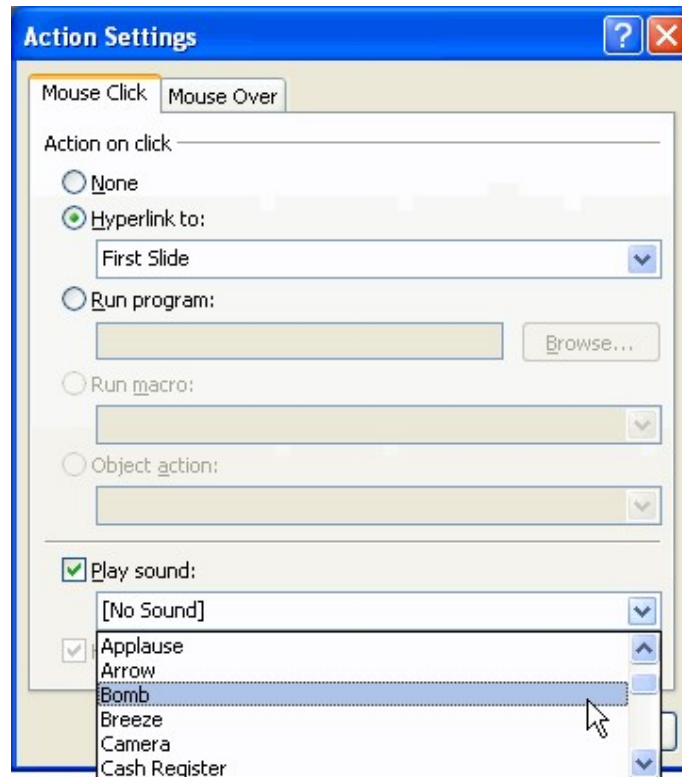 Action Settings
Mouse Click Mouse Over
Action on click
None
Hyperlink to:
First Slide
Run program:
Browse...
Run macro:
Object action:
Play sound:
[No Sound]
Applause
Arrow
Bomb
Breeze
Camera
Cash Register